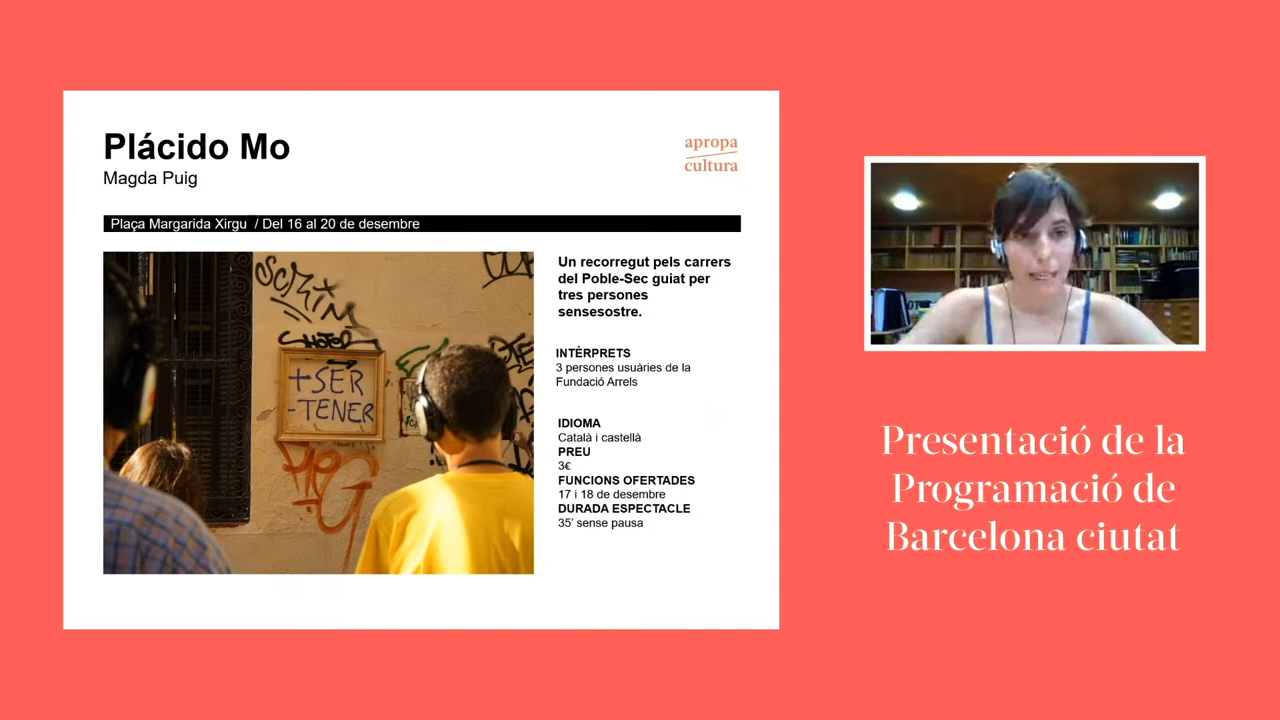 Plácido Mo
Magda Puig
apropa
cultura
Plaça Margarida Xirgu / Del 16 al 20 de desembre
Un recorregut pels carrers
del Poble-Sec guiat per
tres persones
sensesostre.
INTÈRPRETS
3 persones usuàries de la
Fundació Arrels
IDIOMA
Català i castellà
PREU
3€
FUNCIONS OFERTADES
17 i 18 de desembre
DURADA ESPECTACLE
35' sense pausa
+SER
-TENER
Presentació de la
Programació de
Barcelona ciutat